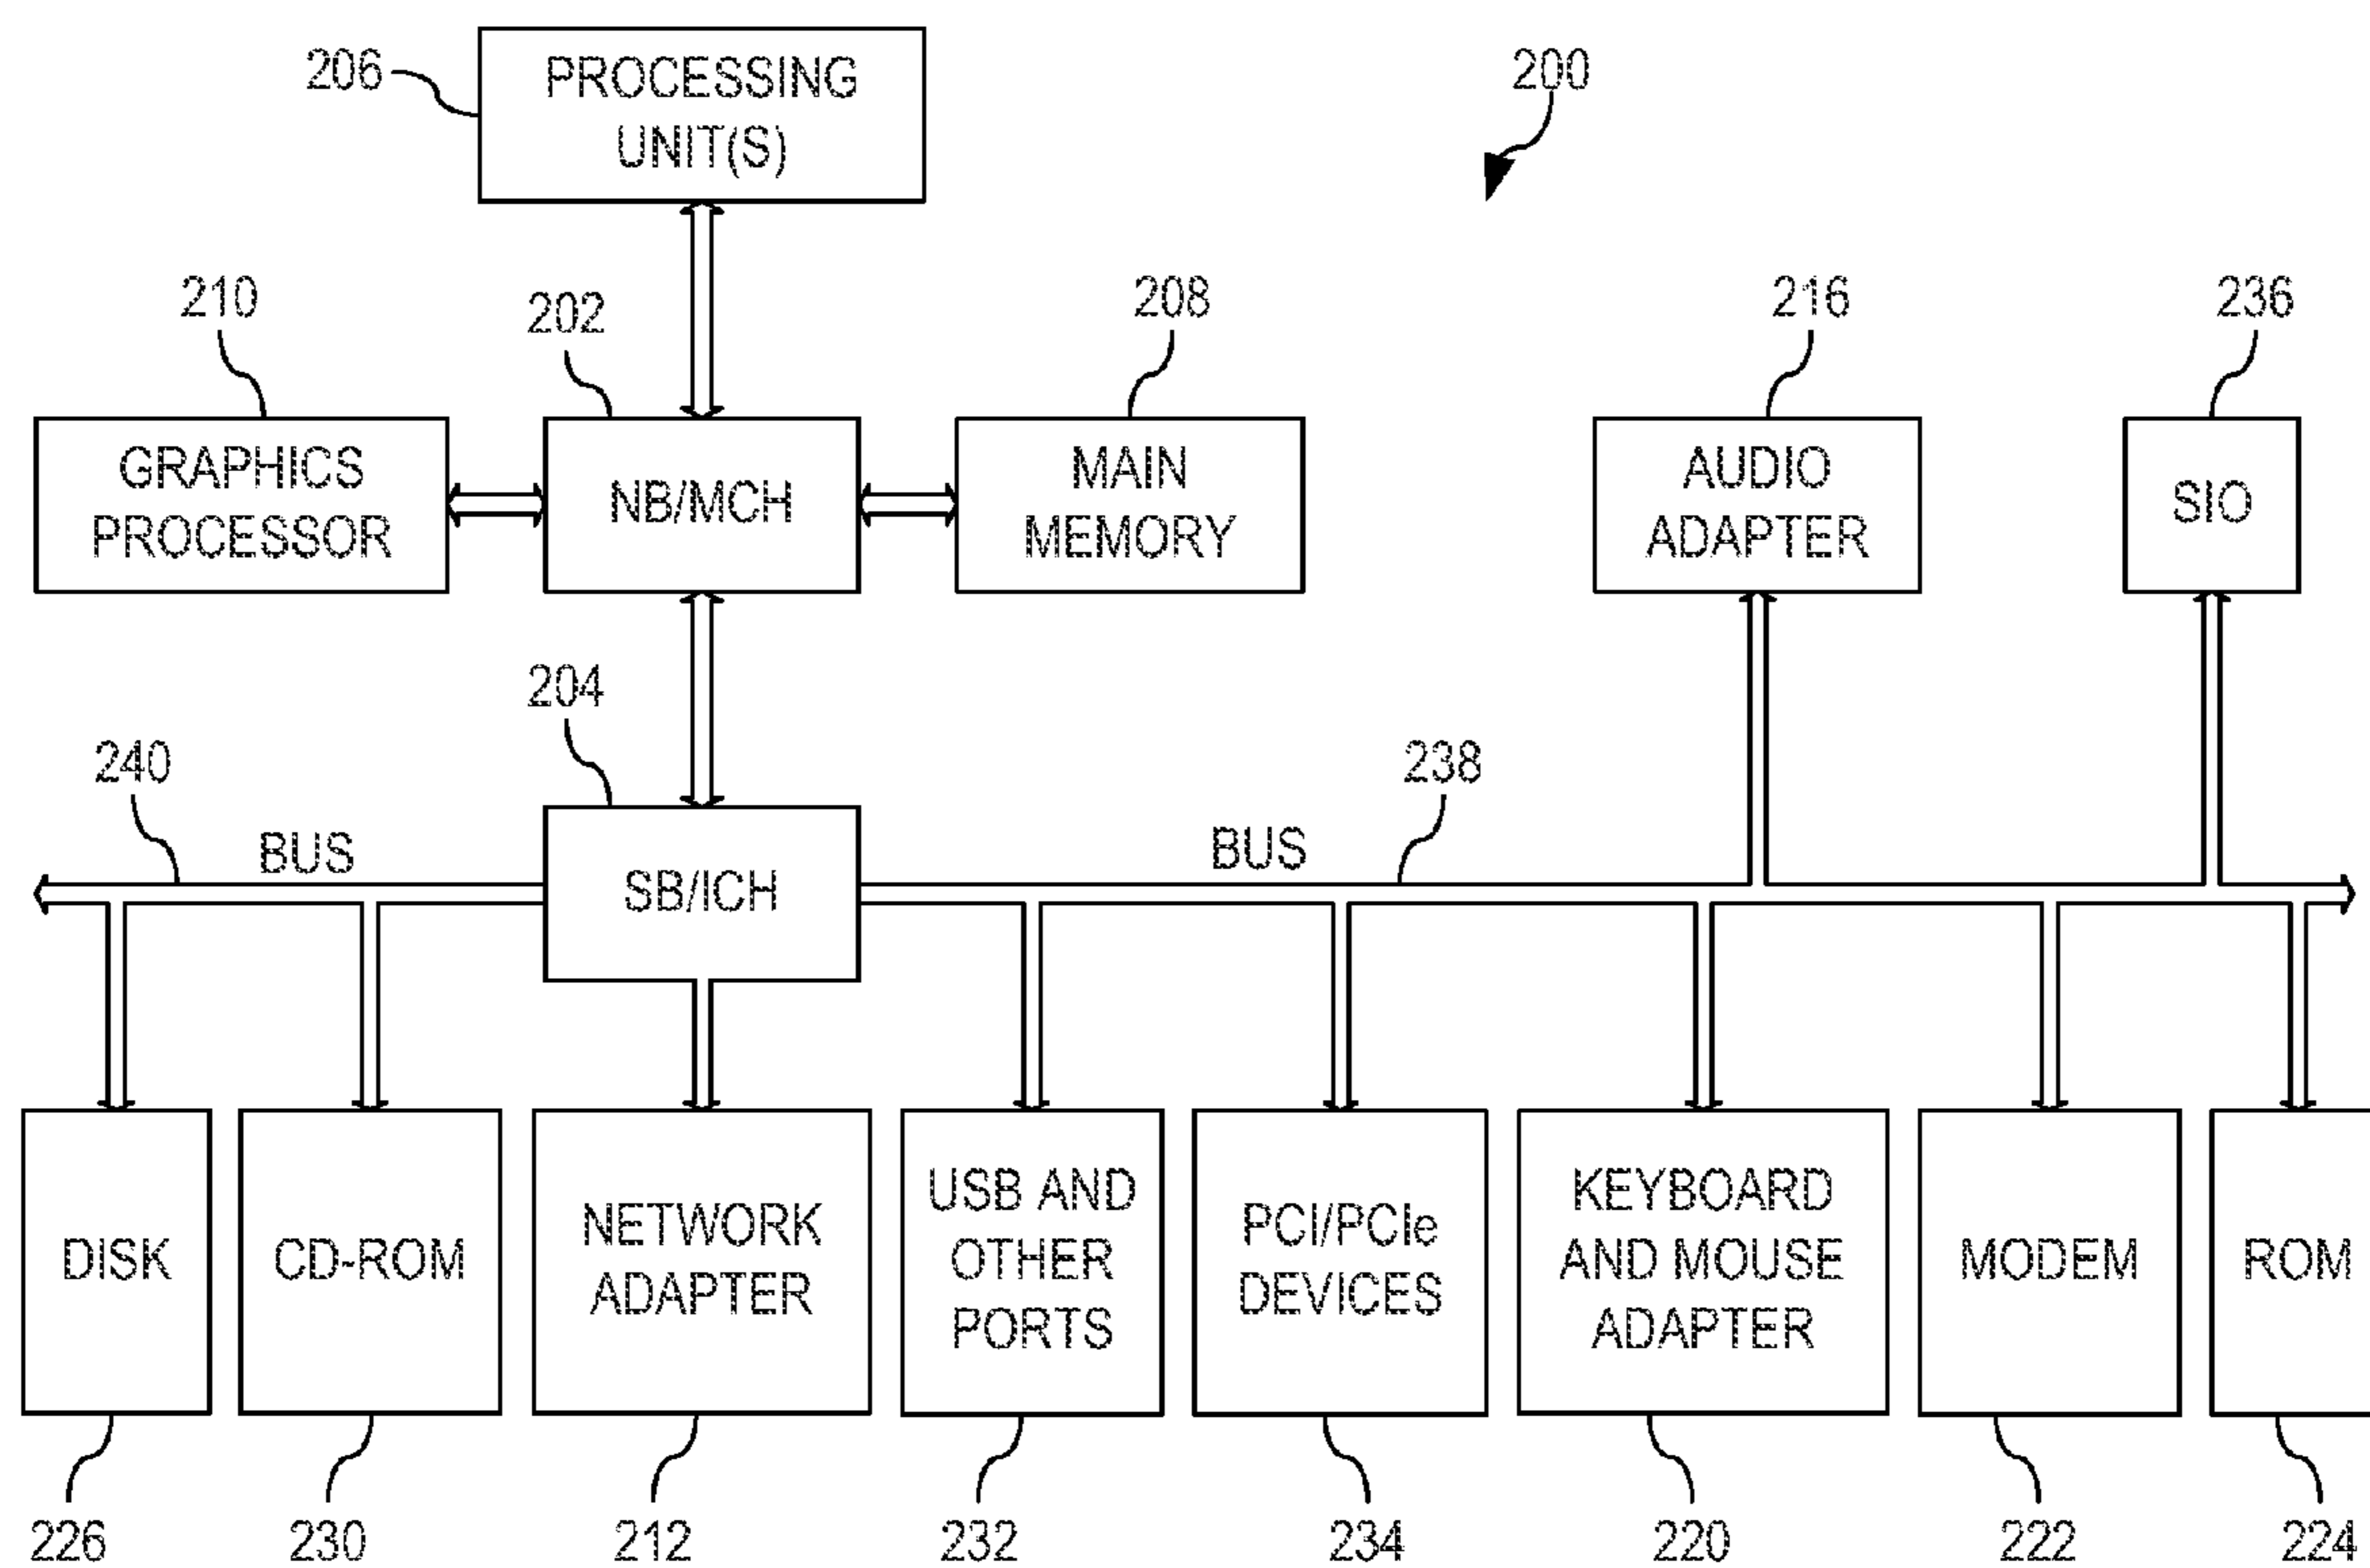 206
PROCESSING
UNIT(S)
200
210
202
208
216
236
GRAPHICS
PROCESSOR
NB/MCH
MAIN
MEMORY
AUDIO
ADAPTER
SIO
204
240
238
BUS
BUS
SB/ICH
DISK
CD-ROM
NETWORK
ADAPTER
USB AND
OTHER
PORTS
PCI/PCIe
DEVICES
KEYBOARD
AND MOUSE
ADAPTER
MODEM
ROM
226
230
212
232
234
220
222
224